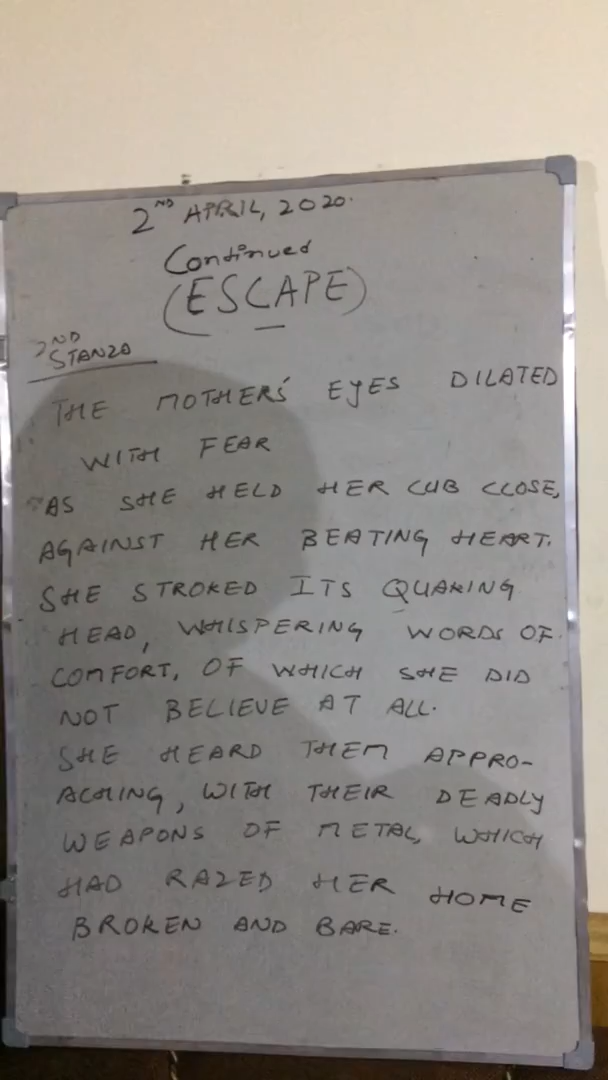 2ND APRIL, 2020.
Continued
(ESCAPE)
2ND
STANZA
THE MOTHER'S EYES DILATED
WITH FEAR
AS SHE HELD HER CUB CLOSE,
AGAINST HER BEATING HEART.
SHE STROKED ITS QUAKING
HEAD, WHISPERING WORDS OF
COMFORT, OF WHICH SHE DID
NOT BELIEVE AT ALL.
SHE HEARD THEM APPRO-
ACHING, WITH THEIR DEADLY
WEAPONS OF METAL, WHICH
HAD RAZED HER HOME
BROKEN AND BARE.